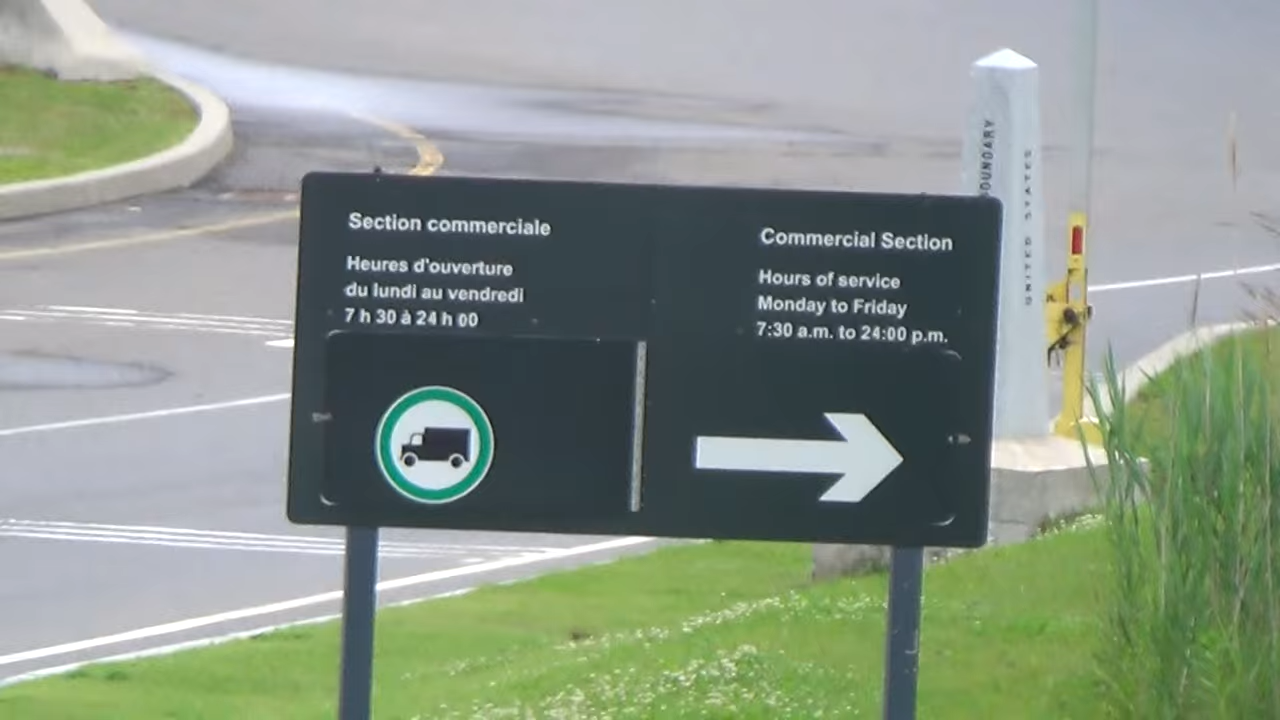 Section commerciale
Heures d'ouverture
du lundi au vendredi
7 h 30 à 24 h 00
Commercial Section
Hours of service
Monday to Friday
7:30 a.m. to 24:00 p.m.
BOUNDARY
UNITED STATES